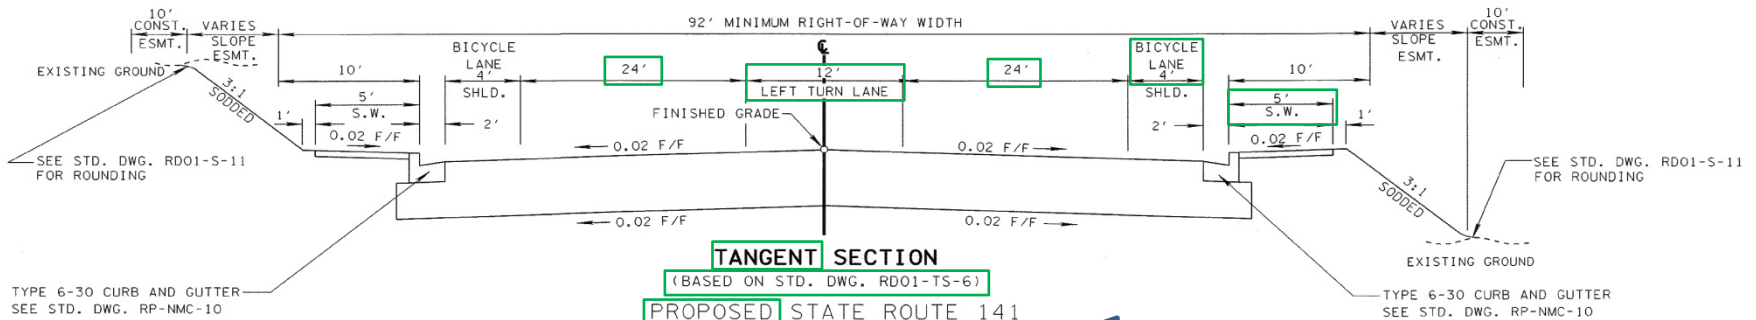 10'
CONST.
ESMT.
VARIES
SLOPE
ESMT.
92' MINIMUM RIGHT-OF-WAY WIDTH
VARIES
SLOPE
ESMT.
10'
CONST.
ESMT.
EXISTING GROUND
10'
BICYCLE
LANE
4'
SHLD.
24'
℄
12'
LEFT TURN LANE
24'
BICYCLE
LANE
4'
SHLD.
10'
3:1
SODDED
1'
5'
S.W.
0.02 F/F
2'
FINISHED GRADE
0.02 F/F
0.02 F/F
2'
5'
S.W.
0.02 F/F
1'
3:1
SODDED
SEE STD. DWG. RD01-S-11
FOR ROUNDING
SEE STD. DWG. RD01-S-11
FOR ROUNDING
0.02 F/F
0.02 F/F
EXISTING GROUND
TANGENT SECTION
(BASED ON STD. DWG. RD01-TS-6)
PROPOSED STATE ROUTE 141
TYPE 6-30 CURB AND GUTTER
SEE STD. DWG. RP-NMC-10
TYPE 6-30 CURB AND GUTTER
SEE STD. DWG. RP-NMC-10